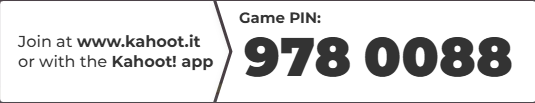 Game PIN:
Join at www.kahoot.it
or with the Kahoot! app
978 0088